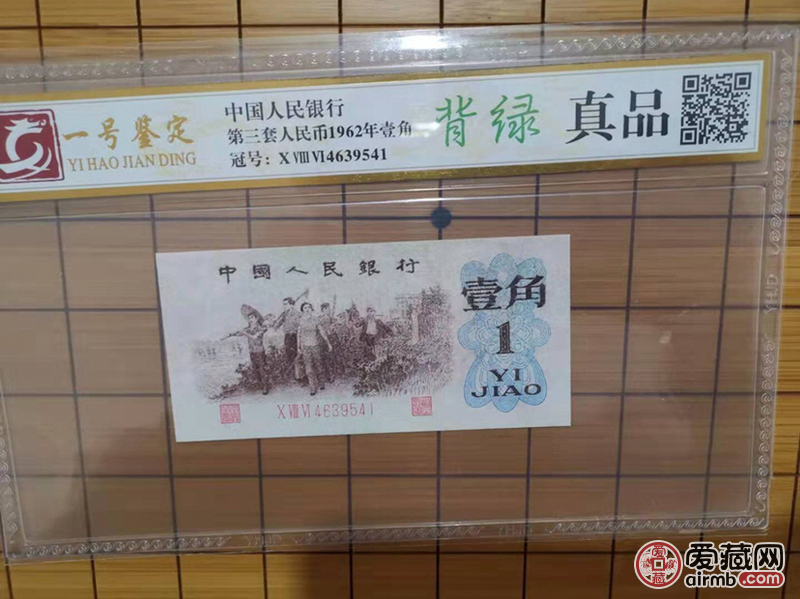 一号鉴定
YI HAO JIAN DING
中国人民银行
第三套人民币1962年壹角
冠号：X VIII VI4639541
背绿
真品
中國人民銀行
壹角
1
YI
JIAO
X VIII VI 4639541
爱藏网
airmb.com